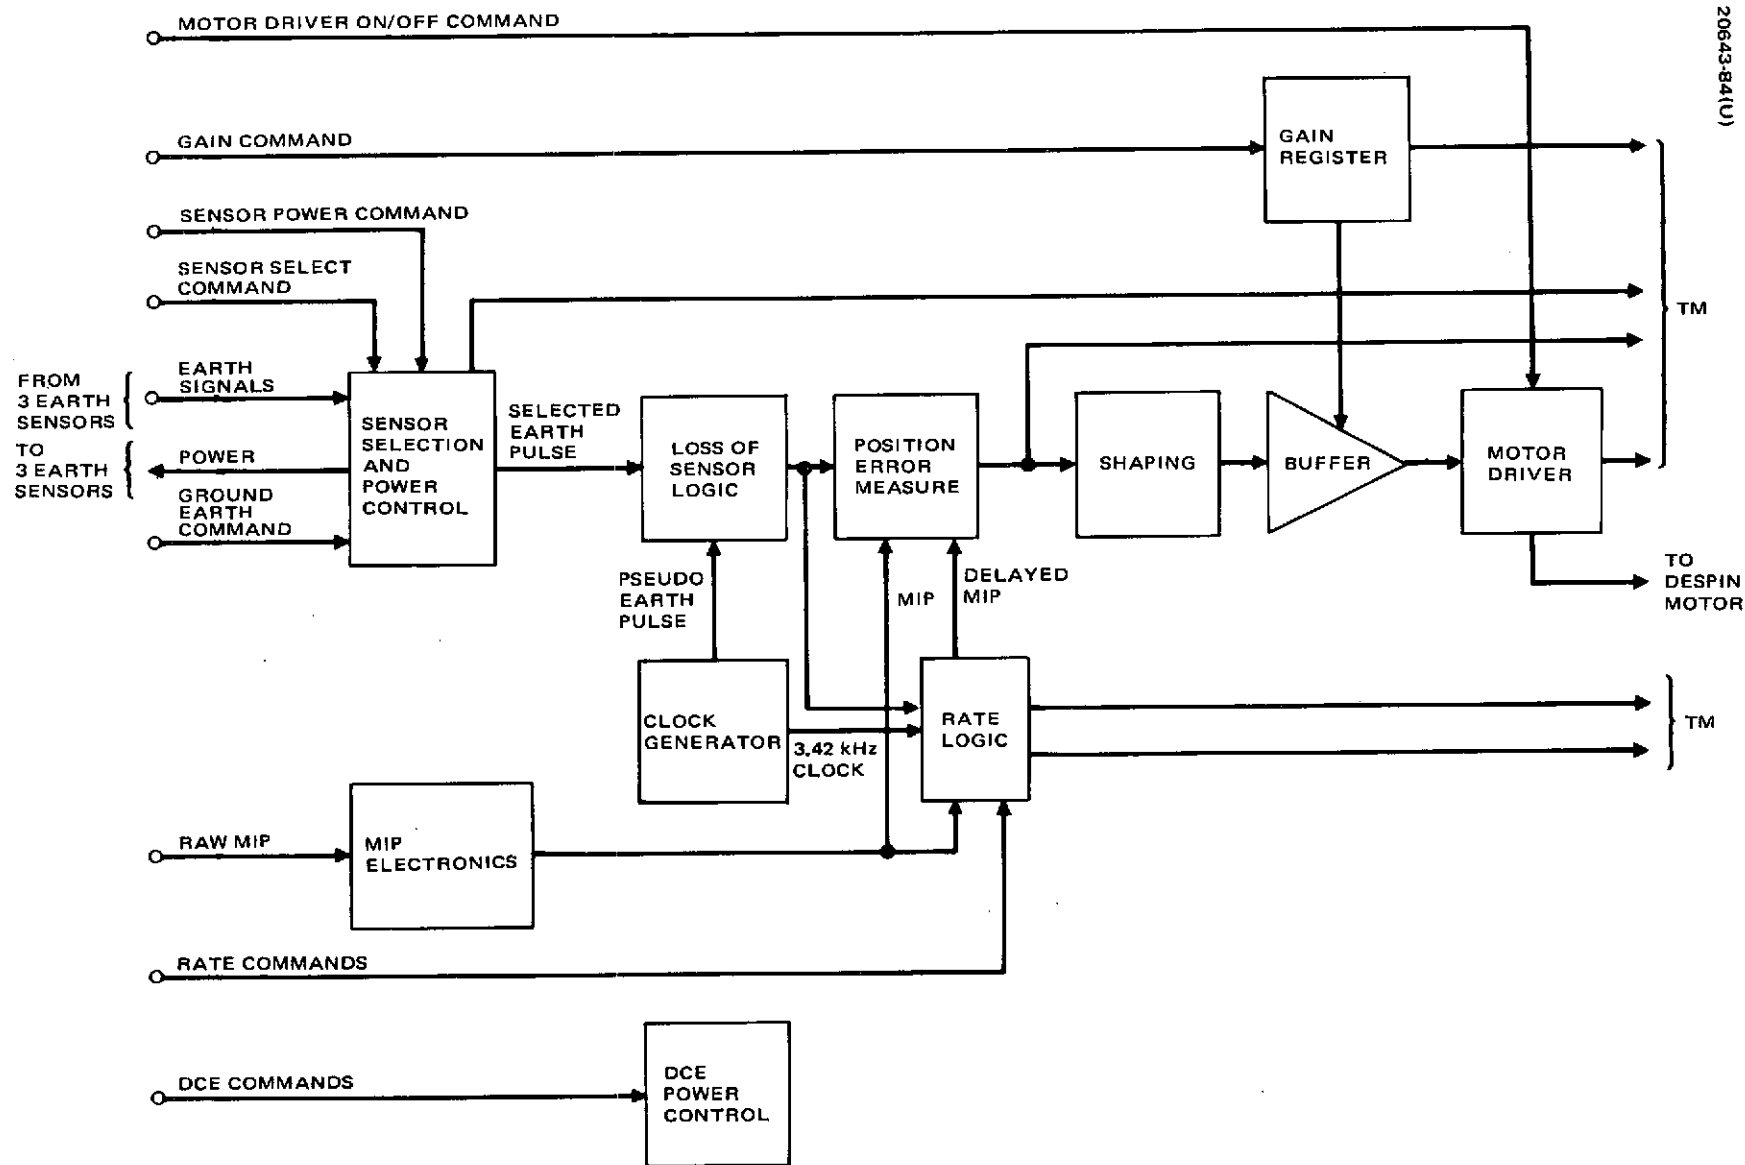 20643-84(U)
MOTOR DRIVER ON/OFF COMMAND
GAIN COMMAND
GAIN
REGISTER
SENSOR POWER COMMAND
SENSOR SELECT
COMMAND
TM
FROM
3 EARTH
SENSORS
EARTH
SIGNALS
TO
3 EARTH
SENSORS
POWER
GROUND
EARTH
COMMAND
SENSOR
SELECTION
AND
POWER
CONTROL
SELECTED
EARTH
PULSE
LOSS OF
SENSOR
LOGIC
POSITION
ERROR
MEASURE
SHAPING
BUFFER
MOTOR
DRIVER
TO
DESPIN
MOTOR
PSEUDO
EARTH
PULSE
MIP
DELAYED
MIP
CLOCK
GENERATOR
3.42 kHz
CLOCK
RATE
LOGIC
TM
RAW MIP
MIP
ELECTRONICS
RATE COMMANDS
DCE COMMANDS
DCE
POWER
CONTROL